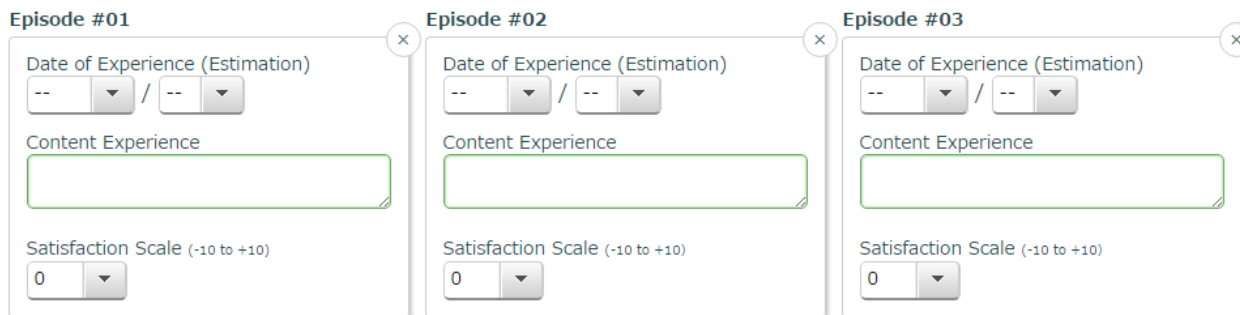 Episode #01
Date of Experience (Estimation)
-- / --
Content Experience
Satisfaction Scale (-10 to +10)
0
Episode #02
Date of Experience (Estimation)
-- / --
Content Experience
Satisfaction Scale (-10 to +10)
0
Episode #03
Date of Experience (Estimation)
-- / --
Content Experience
Satisfaction Scale (-10 to +10)
0